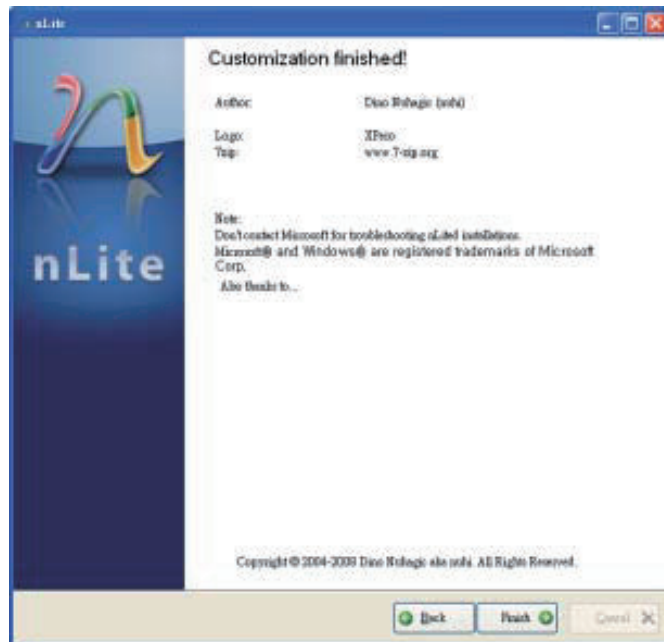 nLite
Customization finished!
Author: Dino Nuhagic (nuhi)
Logo: XPero
7zip: www.7-zip.org
Note:
Don't contact Microsoft for troubleshooting nLited installations.
Microsoft® and Windows® are registered trademarks of Microsoft
Corp.
Also thanks to...
nLite
Copyright © 2004-2008 Dino Nuhagic aka nuhi. All Rights Reserved.
Back
Finish
Cancel